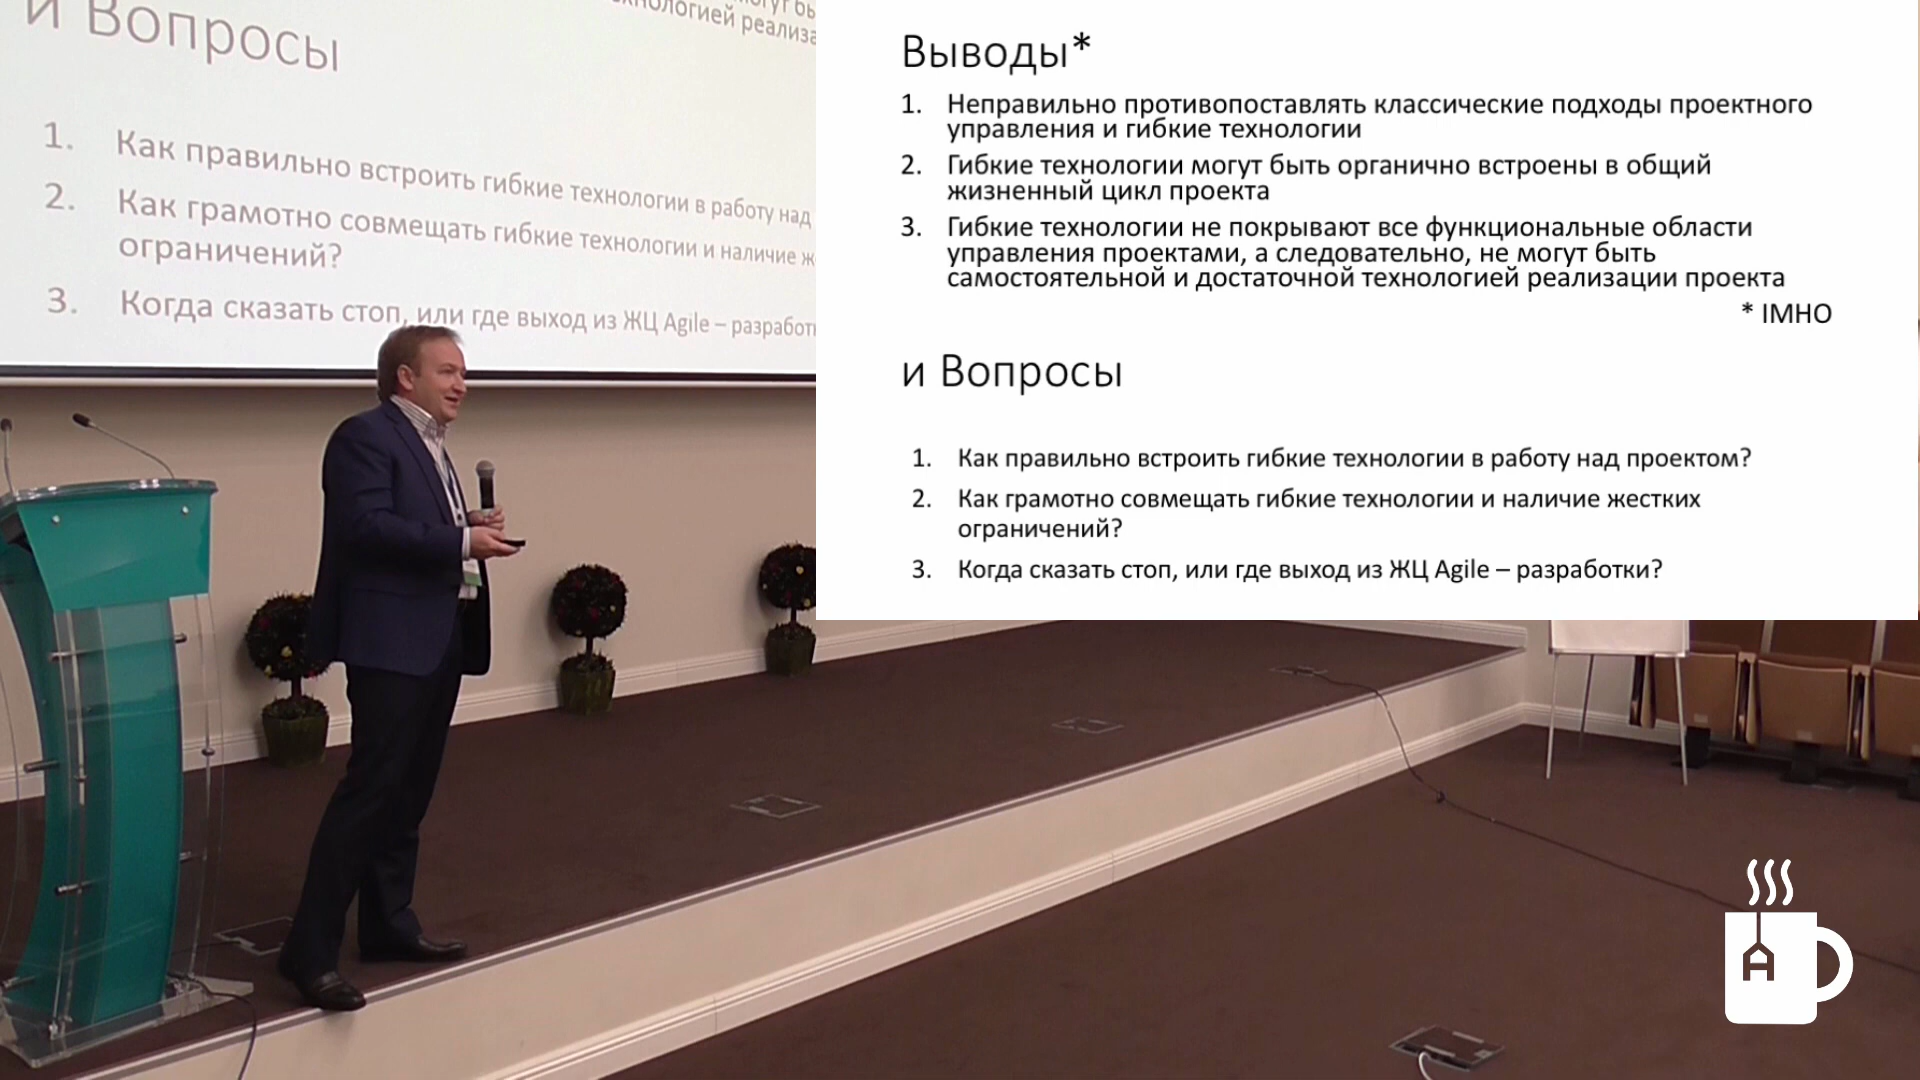 и Вопросы
технологией реализа
1. Как правильно встроить гибкие технологии в работу над
2. Как грамотно совмещать гибкие технологии и наличие ж
ограничений?
3. Когда сказать стоп, или где выход из ЖЦ Agile – разработ
Выводы*
1. Неправильно противопоставлять классические подходы проектного
управления и гибкие технологии
2. Гибкие технологии могут быть органично встроены в общий
жизненный цикл проекта
3. Гибкие технологии не покрывают все функциональные области
управления проектами, а следовательно, не могут быть
самостоятельной и достаточной технологией реализации проекта
* IMHO
и Вопросы
1. Как правильно встроить гибкие технологии в работу над проектом?
2. Как грамотно совмещать гибкие технологии и наличие жестких
ограничений?
3. Когда сказать стоп, или где выход из ЖЦ Agile – разработки?
A